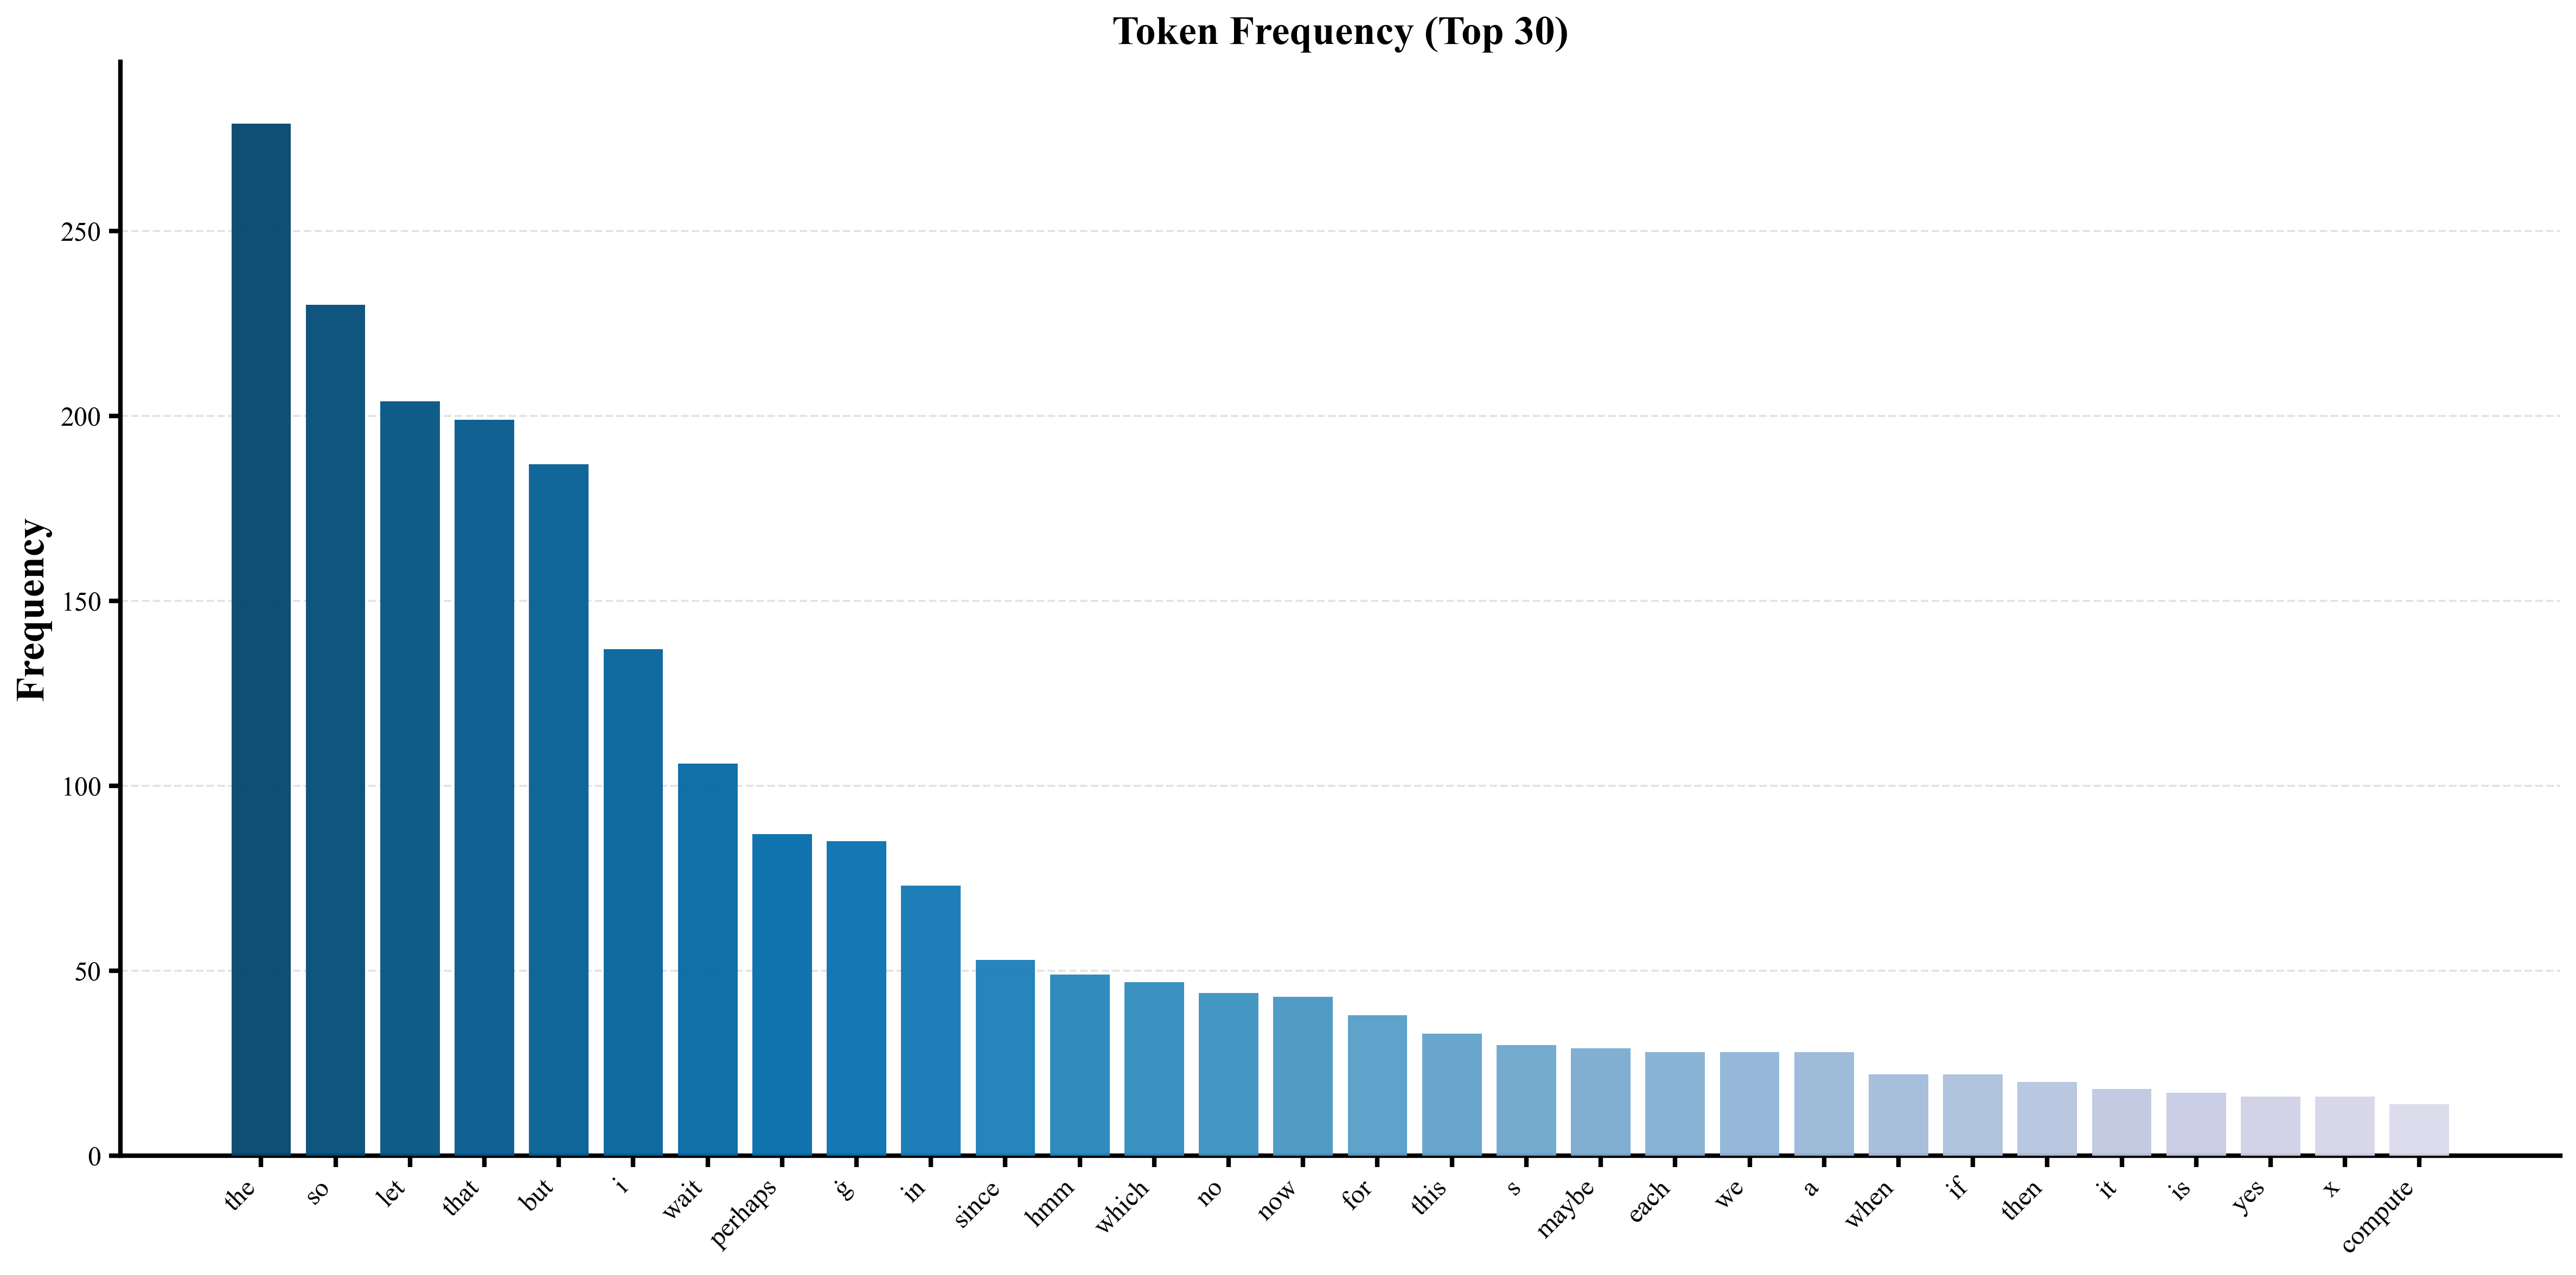 Token Frequency (Top 30)
Frequency
250
200
150
100
50
0
the
so
let
that
but
i
wait
perhaps
ġ
in
since
hmm
which
no
now
for
this
s
maybe
each
we
a
when
if
then
it
is
yes
x
compute